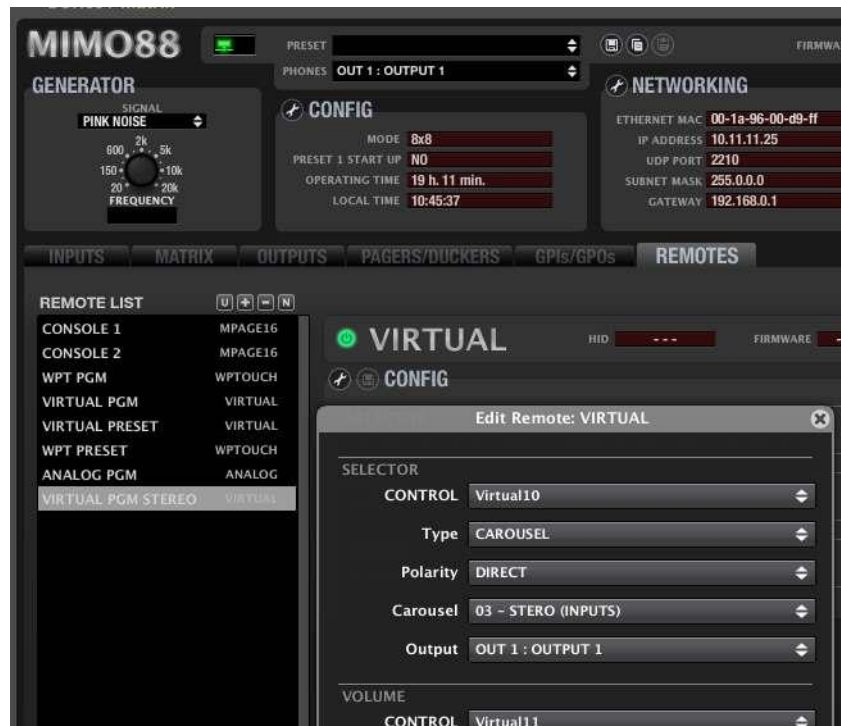 MIMO88
PRESET
PHONES OUT 1 : OUTPUT 1
FIRMWA
GENERATOR
SIGNAL
PINK NOISE
2k
600 5k
150 10k
20 20k
FREQUENCY
CONFIG
MODE 8x8
PRESET 1 START UP NO
OPERATING TIME 19 h. 11 min.
LOCAL TIME 10:45:37
NETWORKING
ETHERNET MAC 00-1a-96-00-d9-ff
IP ADDRESS 10.11.11.25
UDP PORT 2210
SUBNET MASK 255.0.0.0
GATEWAY 192.168.0.1
INPUTS MATRIX OUTPUTS PAGERS/DUCKERS GPIs/GPOs REMOTES
REMOTE LIST U + - N
CONSOLE 1 MPAGE16
CONSOLE 2 MPAGE16
WPT PGM WPTOUCH
VIRTUAL PGM VIRTUAL
VIRTUAL PRESET VIRTUAL
WPT PRESET WPTOUCH
ANALOG PGM ANALOG
VIRTUAL PGM STEREO VIRTUAL
VIRTUAL HID --- FIRMWARE -
CONFIG
Edit Remote: VIRTUAL
SELECTOR
CONTROL Virtual10
Type CAROUSEL
Polarity DIRECT
Carousel 03 - STERO (INPUTS)
Output OUT 1 : OUTPUT 1
VOLUME
CONTROL Virtual11